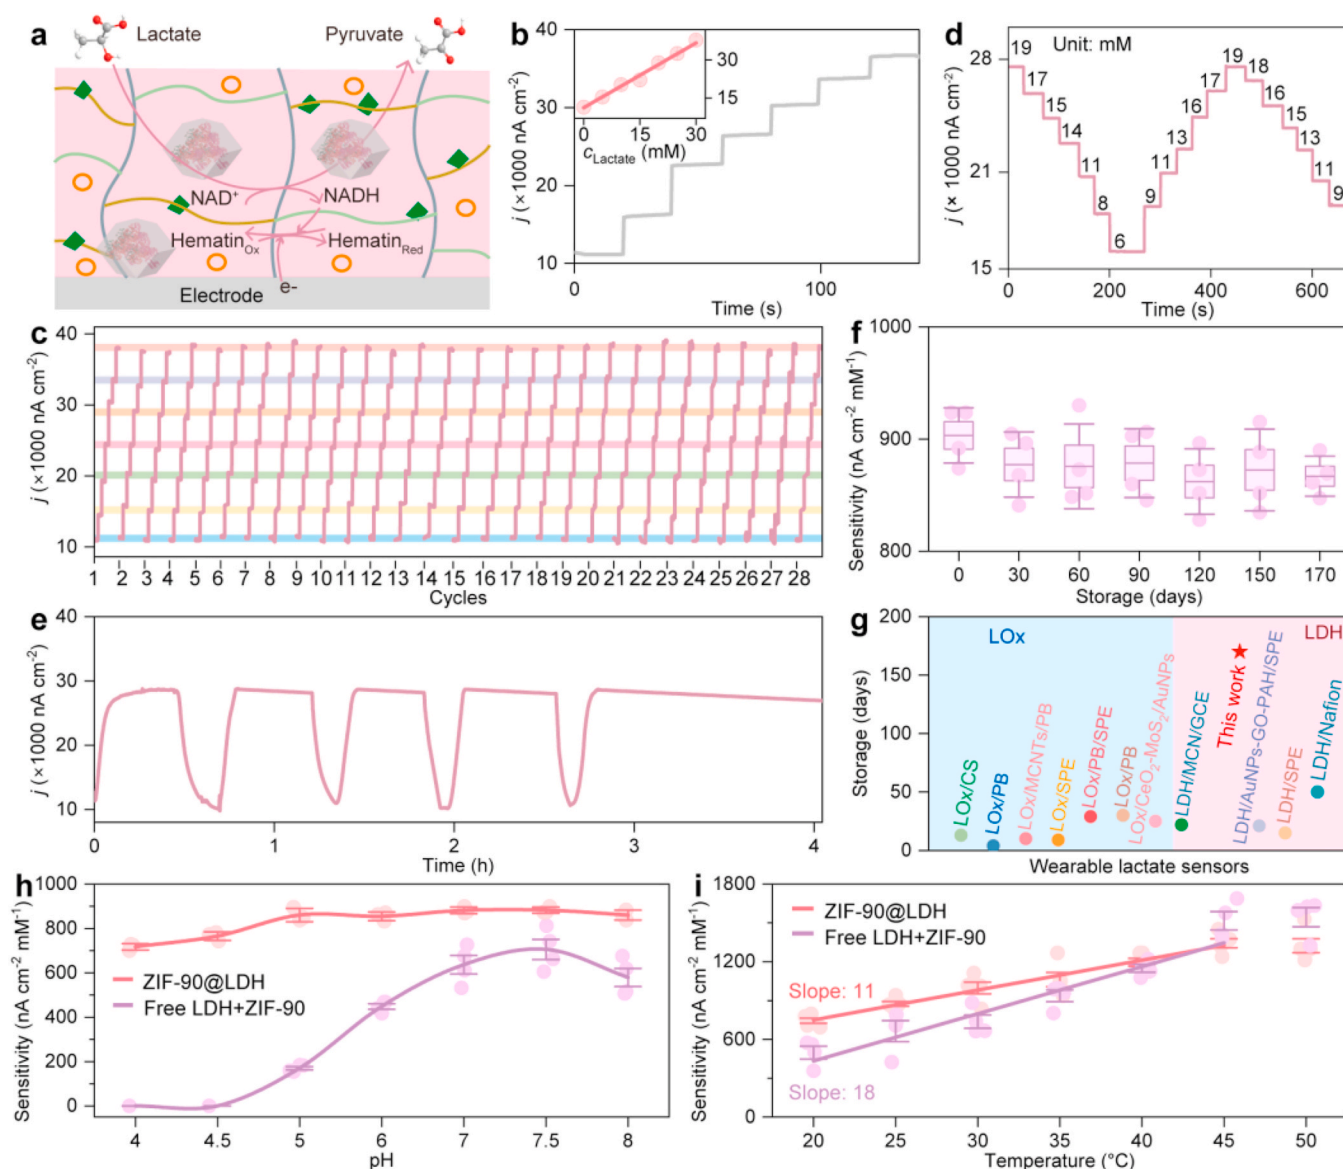 a
Lactate
Pyruvate
NAD+
NADH
HematinOx
HematinRed
e-
Electrode
b
j (×1000 nA cm⁻²)
40
30
20
10
0
100
Time (s)
30
15
0
15
30
cLactate (mM)
d
Unit: mM
j (× 1000 nA cm⁻²)
28
21
15
19
17
15
14
11
8
6
9
11
13
16
17
19
18
16
15
13
11
9
0
200
400
600
Time (s)
c
j (×1000 nA cm⁻²)
40
30
20
10
1 2 3 4 5 6 7 8 9 10 11 12 13 14 16 17 18 19 20 21 22 23 24 25 26 27 28
Cycles
f
Sensitivity (nA cm⁻² mM⁻¹)
1000
900
800
0 30 60 90 120 150 170
Storage (days)
e
j (×1000 nA cm⁻²)
40
30
20
10
0 1 2 3 4
Time (h)
g
Storage (days)
200
150
100
50
0
LOx
LDH
LOx/CS
LOx/PB
LOx/MCNTs/PB
LOx/SPE
LOx/PB/SPE
LOx/PB
LOx/CeO₂-MoS₂/AuNPs
LDH/MCN/GCE
This work
LDH/AuNPs-GO-PAH/SPE
LDH/SPE
LDH/Nafion
Wearable lactate sensors
h
Sensitivity (nA cm⁻² mM⁻¹)
1000
800
600
400
200
0
ZIF-90@LDH
Free LDH+ZIF-90
4 4.5 5 6 7 7.5 8
pH
i
Sensitivity (nA cm⁻² mM⁻¹)
1800
1200
600
0
ZIF-90@LDH
Free LDH+ZIF-90
Slope: 11
Slope: 18
20 25 30 35 40 45 50
Temperature (°C)